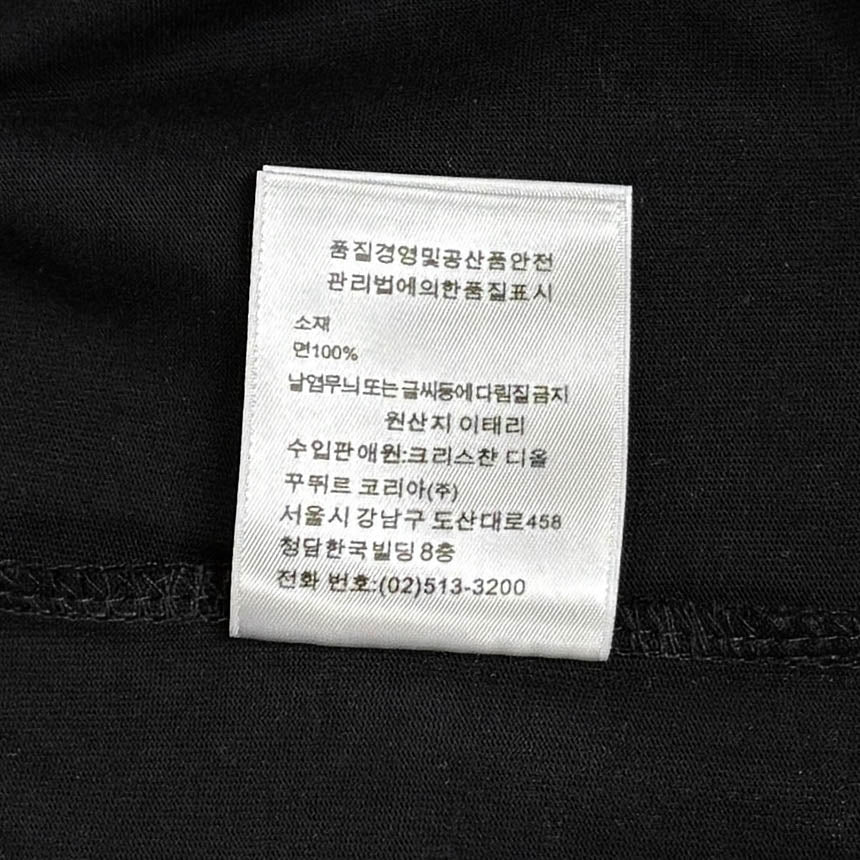 품질경영및공산품안전
관리법에의한품질표시
소재
면100%
날염무늬또는글씨등에다림질금지
원산지 이태리
수입판애원:크리스챤 디올
꾸뛰르 코리아(주)
서울시 강남구 도산대로458
청담한국빌딩 8층
전화 번호:(02)513-3200